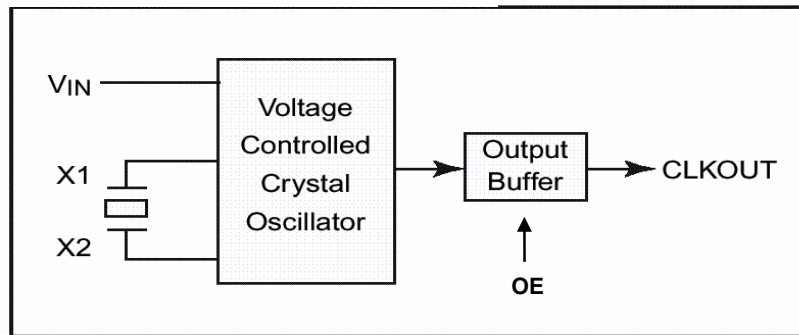 VIN
X1
X2
Voltage
Controlled
Crystal
Oscillator
Output
Buffer
CLKOUT
OE